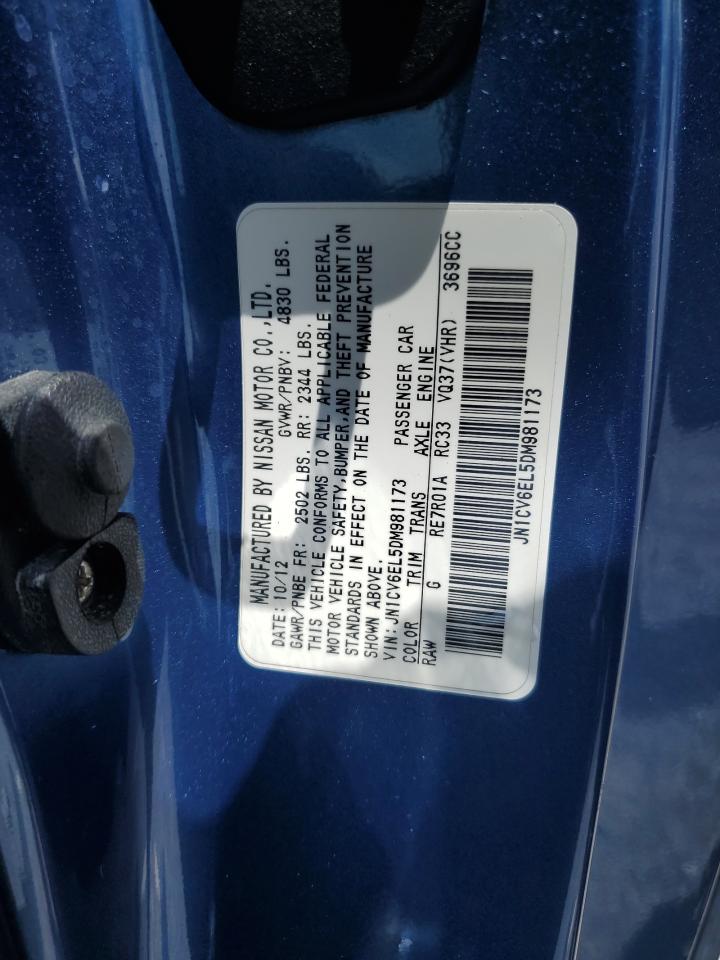 MANUFACTURED BY NISSAN MOTOR CO.,LTD.
DATE: 10/12 GVWR/PNBV: 4830 LBS.
GAWR/PNBE FR: 2502 LBS. RR: 2344 LBS.
THIS VEHICLE CONFORMS TO ALL APPLICABLE FEDERAL
MOTOR VEHICLE SAFETY,BUMPER,AND THEFT PREVENTION
STANDARDS IN EFFECT ON THE DATE OF MANUFACTURE
SHOWN ABOVE.
VIN:JN1CV6EL5DM981173 PASSENGER CAR
COLOR TRIM TRANS AXLE ENGINE
RAW G RE7R01A RC33 VQ37(VHR) 3696CC
JN1CV6EL5DM981173